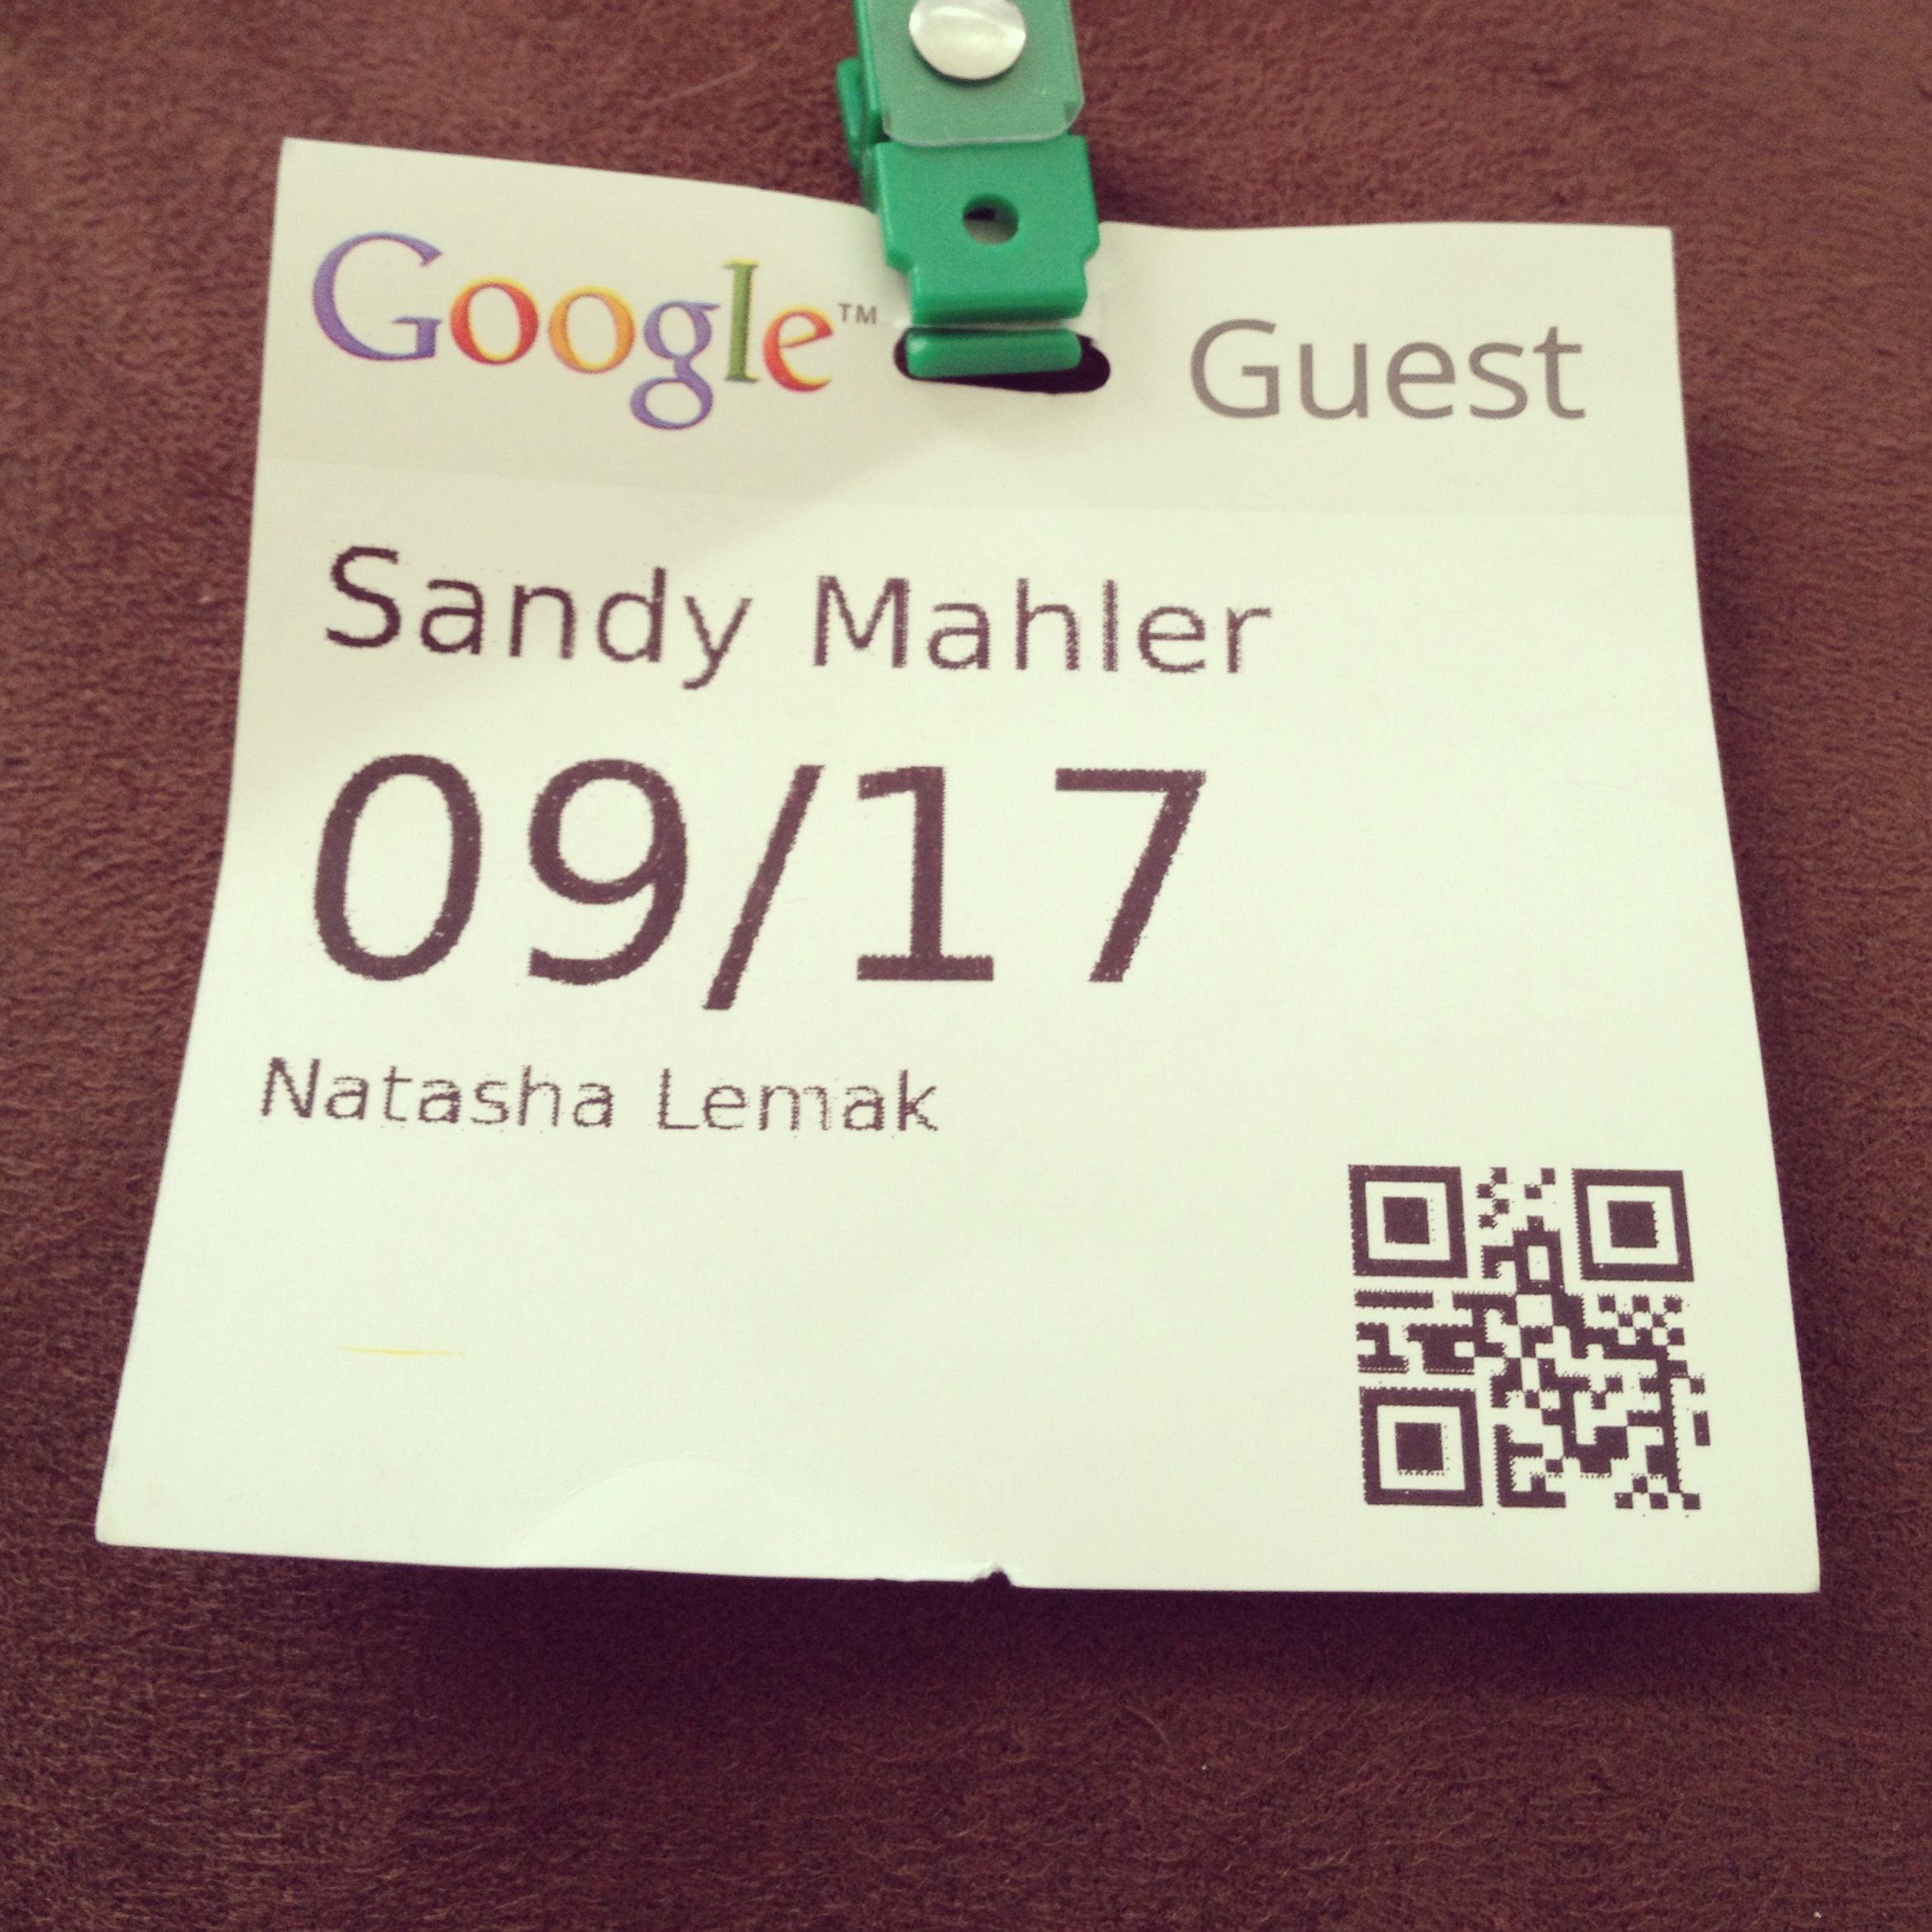 Google™ Guest
Sandy Mahler
09/17
Natasha Lemak